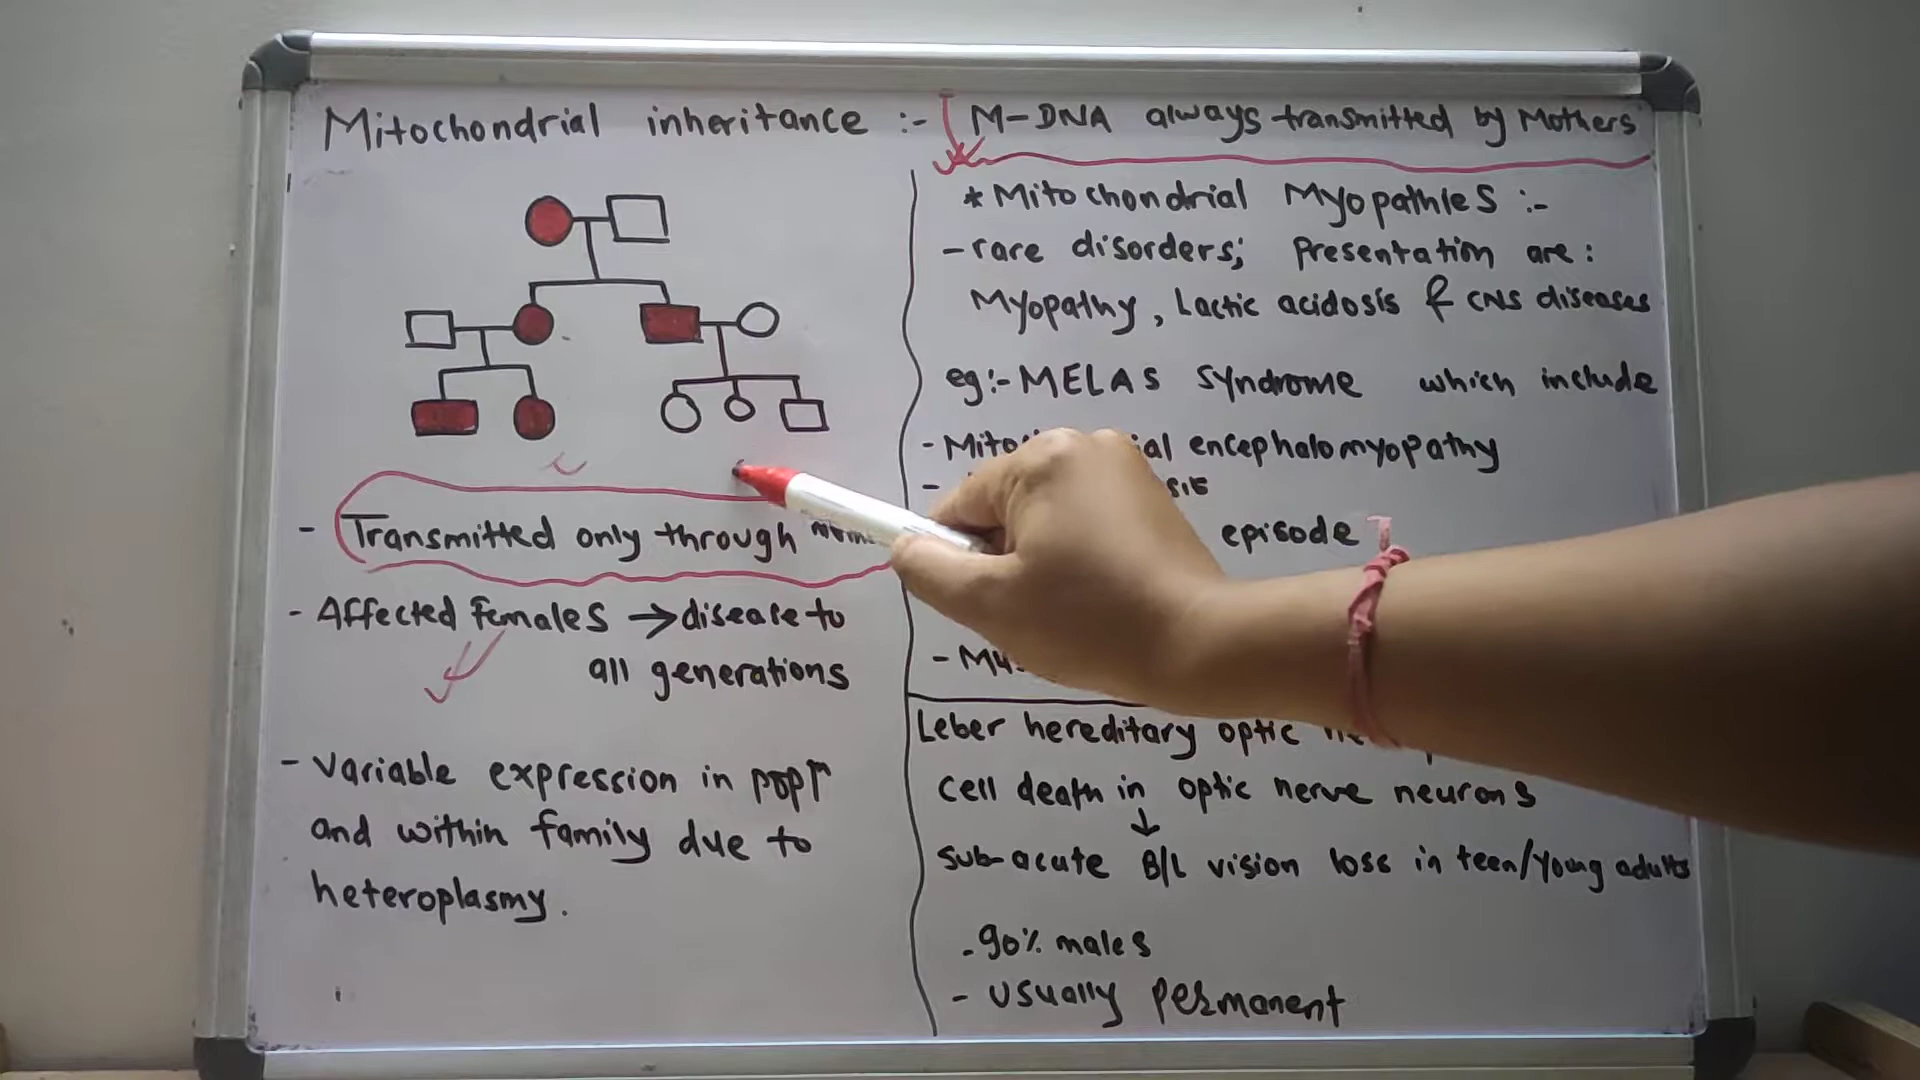 Mitochondrial inheritance :- M-DNA always transmitted by Mothers
- Transmitted only through
- Affected females → disease to
all generations
- variable expression in popn
and within family due to
heteroplasmy.
* Mitochondrial Myopathies :-
- rare disorders; Presentation are:
Myopathy, Lactic acidosis & CNS diseases
eg:- MELAS Syndrome which include
- encephalomyopathy
-
episode
-
Leber hereditary optic
cell death in optic nerve neurons
↓
sub-acute B/L vision loss in teen/young adults
- 90% males
- usually permanent